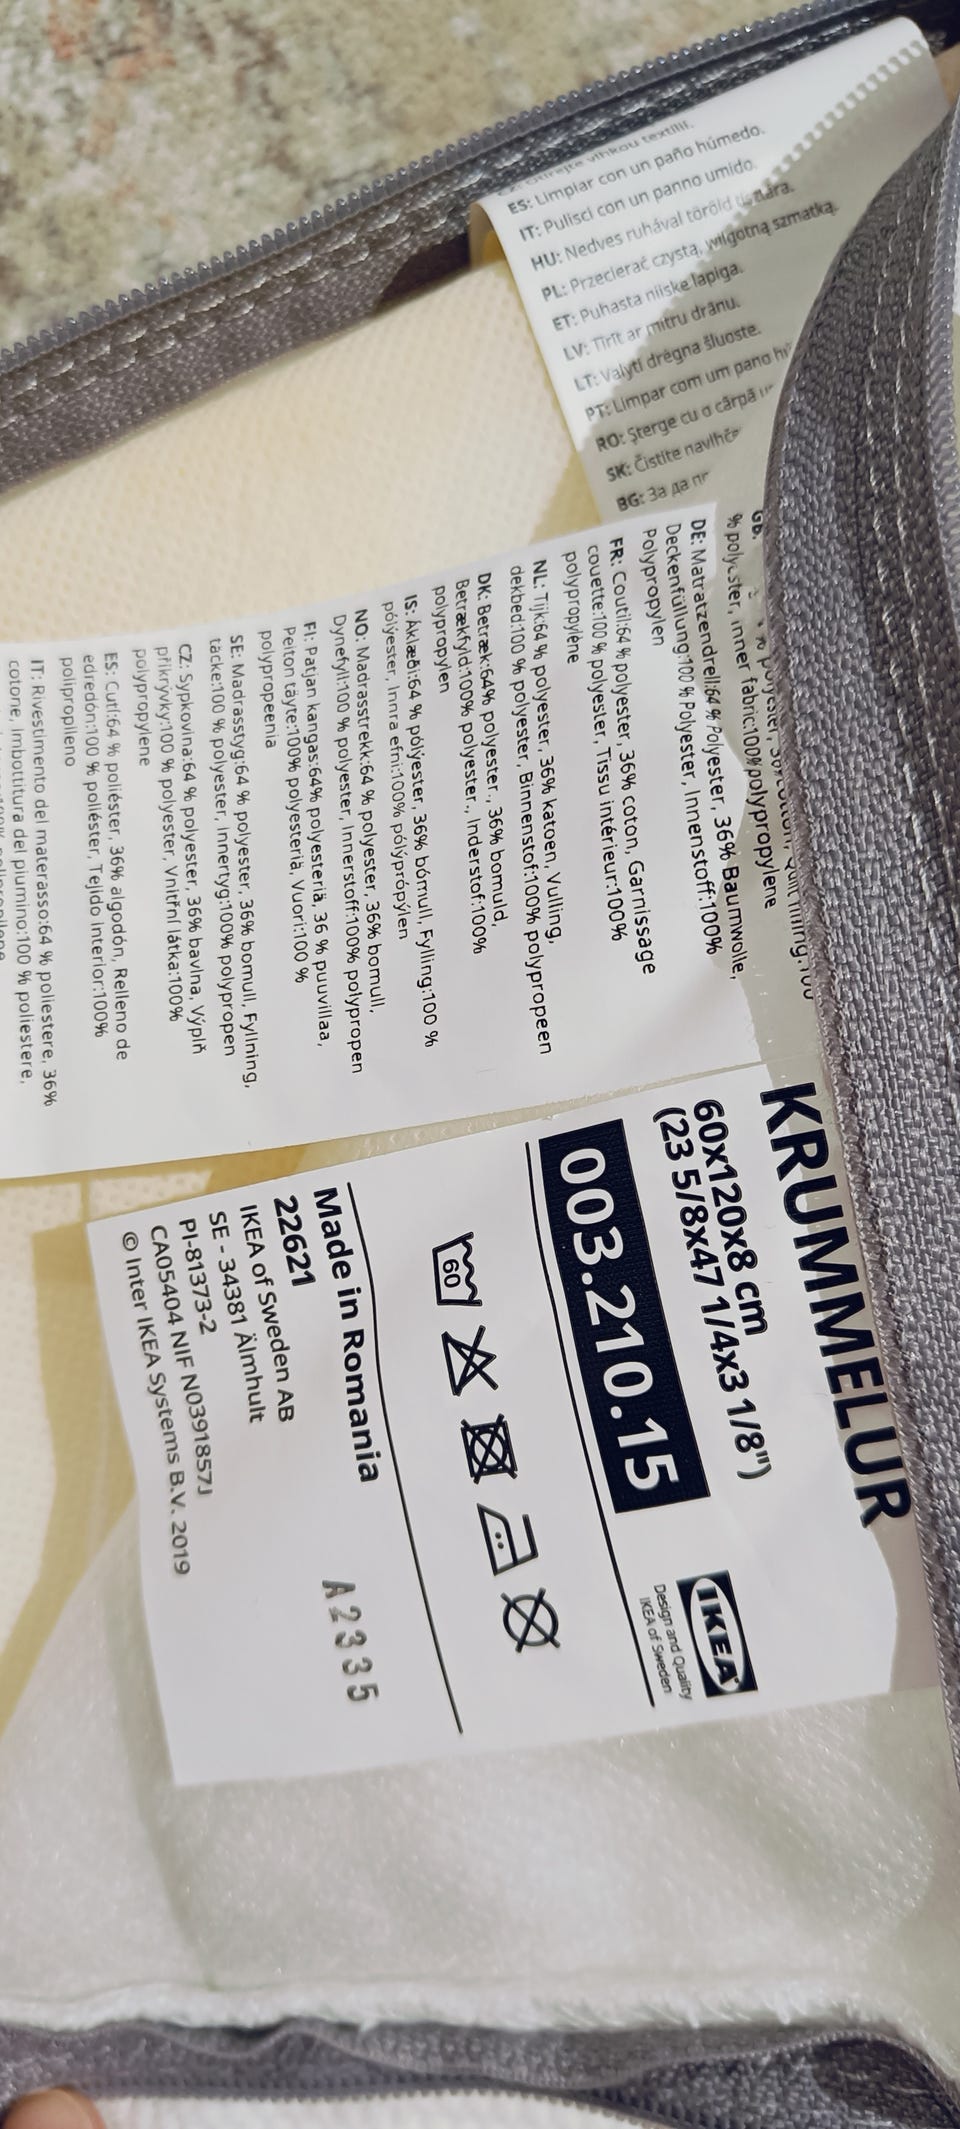 ES: Limpiar con un paño húmedo.
IT: Pulisci con un panno umido.
HU: Nedves ruhával töröld tisztára.
PL: Przecierać czystą, wilgotną szmatką.
ET: Puhasta niiske lapiga.
LV: Tīrīt ar mitru drānu.
LT: Valyti drėgna šluoste.
PT: Limpar com um pano
RO: Şterge cu o cârpă
SK: Čistite
BG: За да
GB:
% polyester, inner fabric:100%polypropylene
DE: Matratzendrell:64 % Polyester, 36% Baumwolle,
Deckenfüllung:100 % Polyester, Innenstoff:100%
Polypropylen
FR: Coutil:64 % polyester, 36% coton, Garnissage
couette:100 % polyester, Tissu intérieur:100%
polypropylène
NL: Tijk:64 % polyester, 36% katoen, Vulling,
dekbed:100 % polyester, Binnenstof:100% polypropeen
DK: Betræk:64% polyester., 36% bomuld,
Betrækfyld:100% polyester., Inderstof:100%
polypropylen
IS: Áklæði:64 % pólýester, 36% bómull, Fylling:100 %
pólýester, Innra efni:100% pólýprópýlen
NO: Madrasstrekk:64 % polyester, 36% bomull,
Dynefyll:100 % polyester, Innerstoff:100% polypropen
FI: Patjan kangas:64% polyesteriä, 36 % puuvillaa,
Peiton täyte:100% polyesteriä, Vuori:100 %
polypropeenia
SE: Madrasstyg:64 % polyester, 36% bomull, Fyllning,
täcke:100 % polyester, Innertyg:100% polypropen
CZ: Sypkovina:64 % polyester, 36% bavlna, Výplň
přikrývky:100 % polyester, Vnitřní látka:100%
polypropylene
ES: Cutí:64 % poliéster, 36% algodón, Relleno de
edredón:100 % poliéster, Tejido interior:100%
polipropileno
IT: Rivestimento del materasso:64 % poliestere, 36%
cotone, Imbottitura del piumino:100 % poliestere,
KRUMMELUR
60x120x8 cm
(23 5/8x47 1/4x3 1/8")
003.210.15
IKEA
Design and Quality
IKEA of Sweden
60
Made in Romania
22621
A2335
IKEA of Sweden AB
SE - 34381 Älmhult
PI-81373-2
CA05404 NIF N0391857J
© Inter IKEA Systems B.V. 2019